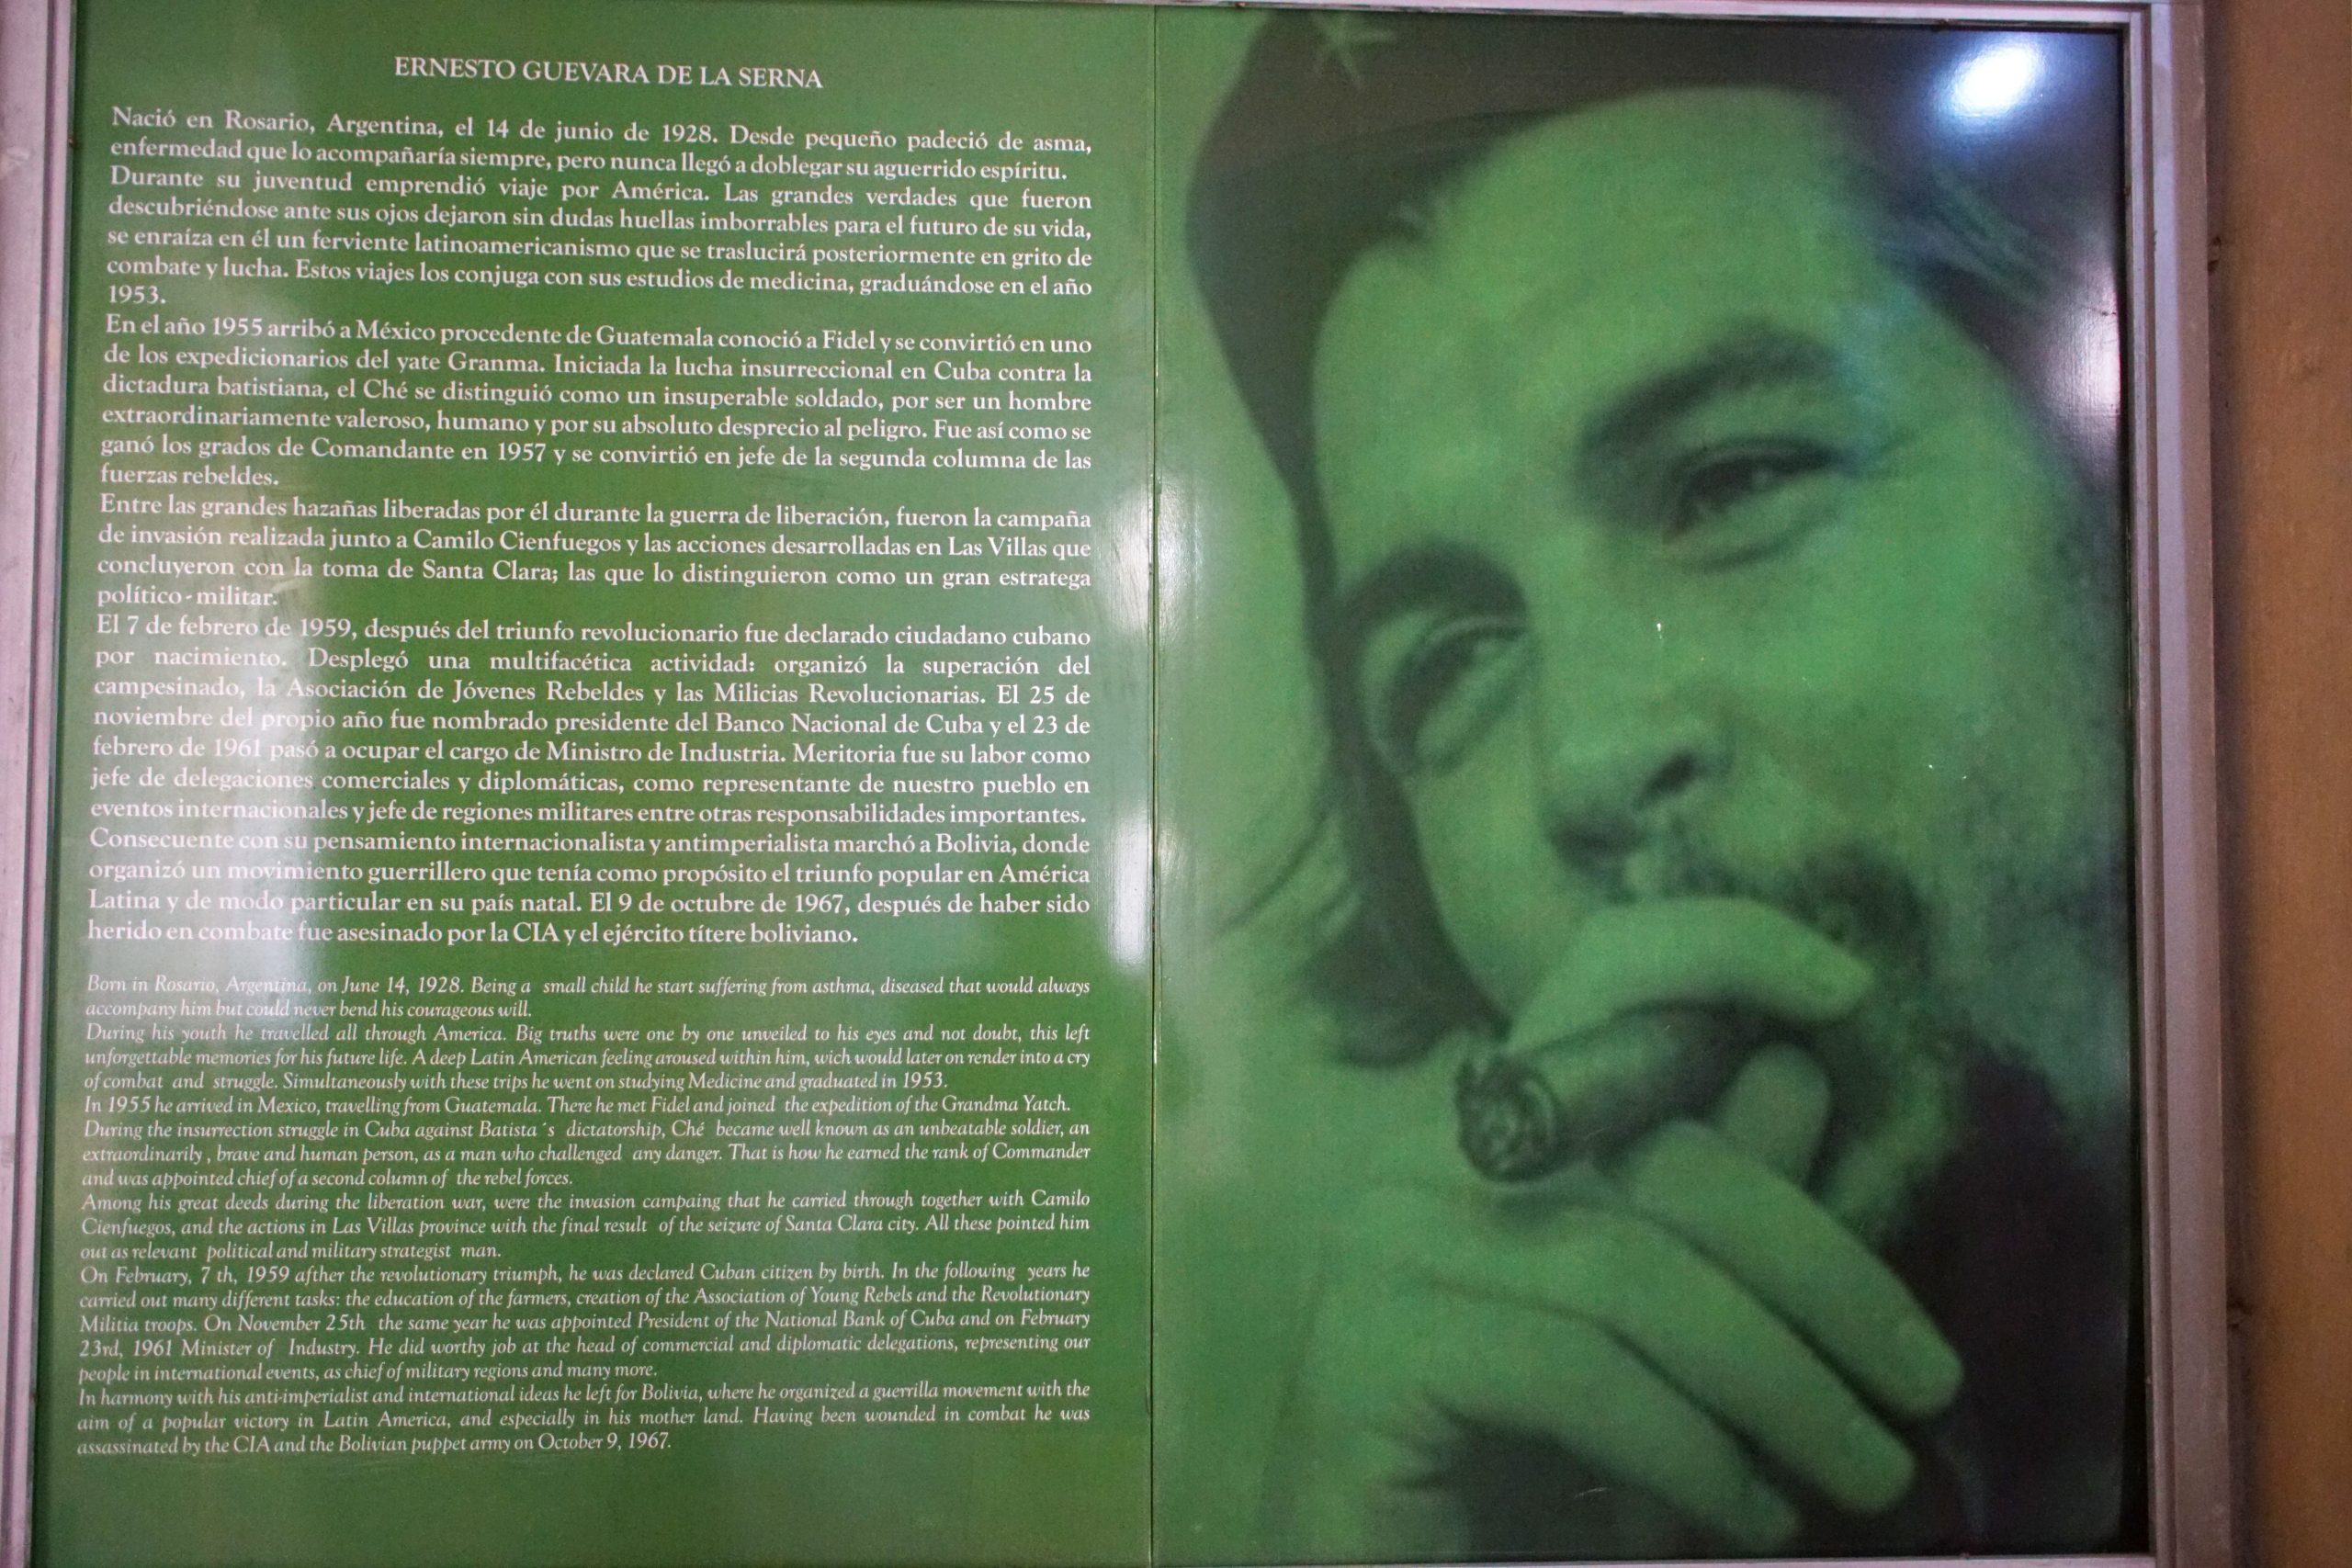 ERNESTO GUEVARA DE LA SERNA
Nació en Rosario, Argentina, el 14 de junio de 1928. Desde pequeño padeció de asma,
enfermedad que lo acompañaría siempre, pero nunca llegó a doblegar su aguerrido espíritu.
Durante su juventud emprendió viaje por América. Las grandes verdades que fueron
descubriéndose ante sus ojos dejaron sin dudas huellas imborrables para el futuro de su vida,
se enraíza en él un ferviente latinoamericanismo que se traslucirá posteriormente en grito de
combate y lucha. Estos viajes los conjuga con sus estudios de medicina, graduándose en el año
1953.
En el año 1955 arribó a México procedente de Guatemala conoció a Fidel y se convirtió en uno
de los expedicionarios del yate Granma. Iniciada la lucha insurreccional en Cuba contra la
dictadura batistiana, el Ché se distinguió como un insuperable soldado, por ser un hombre
extraordinariamente valeroso, humano y por su absoluto desprecio al peligro. Fue así como se
ganó los grados de Comandante en 1957 y se convirtió en jefe de la segunda columna de las
fuerzas rebeldes.
Entre las grandes hazañas liberadas por él durante la guerra de liberación, fueron la campaña
de invasión realizada junto a Camilo Cienfuegos y las acciones desarrolladas en Las Villas que
concluyeron con la toma de Santa Clara; las que lo distinguieron como un gran estratega
político - militar.
El 7 de febrero de 1959, después del triunfo revolucionario fue declarado ciudadano cubano
por nacimiento. Desplegó una multifacética actividad: organizó la superación del
campesinado, la Asociación de Jóvenes Rebeldes y las Milicias Revolucionarias. El 25 de
noviembre del propio año fue nombrado presidente del Banco Nacional de Cuba y el 23 de
febrero de 1961 pasó a ocupar el cargo de Ministro de Industria. Meritoria fue su labor como
jefe de delegaciones comerciales y diplomáticas, como representante de nuestro pueblo en
eventos internacionales y jefe de regiones militares entre otras responsabilidades importantes.
Consecuente con su pensamiento internacionalista y antimperialista marchó a Bolivia, donde
organizó un movimiento guerrillero que tenía como propósito el triunfo popular en América
Latina y de modo particular en su país natal. El 9 de octubre de 1967, después de haber sido
herido en combate fue asesinado por la CIA y el ejército títere boliviano.
Born in Rosario, Argentina, on June 14, 1928. Being a small child he start suffering from asthma, diseased that would always
accompany him but could never bend his courageous will.
During his youth he travelled all through America. Big truths were one by one unveiled to his eyes and not doubt, this left
unforgettable memories for his future life. A deep Latin American feeling aroused within him, wich would later on render into a cry
of combat and struggle. Simultaneously with these trips he went on studying Medicine and graduated in 1953.
In 1955 he arrived in Mexico, travelling from Guatemala. There he met Fidel and joined the expedition of the Grandma Yatch.
During the insurrection struggle in Cuba against Batista ´s dictatorship, Ché became well known as an unbeatable soldier, an
extraordinarily , brave and human person, as a man who challenged any danger. That is how he earned the rank of Commander
and was appointed chief of a second column of the rebel forces.
Among his great deeds during the liberation war, were the invasion campaing that he carried through together with Camilo
Cienfuegos, and the actions in Las Villas province with the final result of the seizure of Santa Clara city. All these pointed him
out as relevant political and military strategist man.
On February, 7 th, 1959 afther the revolutionary triumph, he was declared Cuban citizen by birth. In the following years he
carried out many different tasks: the education of the farmers, creation of the Association of Young Rebels and the Revolutionary
Militia troops. On November 25th the same year he was appointed President of the National Bank of Cuba and on February
23rd, 1961 Minister of Industry. He did worthy job at the head of commercial and diplomatic delegations, representing our
people in international events, as chief of military regions and many more.
In harmony with his anti-imperialist and international ideas he left for Bolivia, where he organized a guerrilla movement with the
aim of a popular victory in Latin America, and especially in his mother land. Having been wounded in combat he was
assassinated by the CIA and the Bolivian puppet army on October 9, 1967.